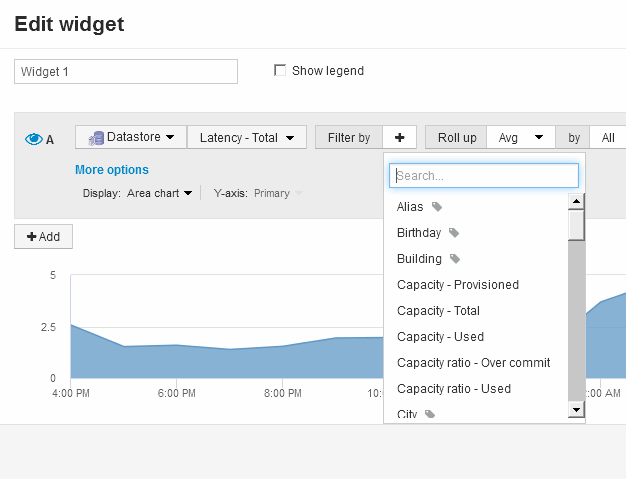 Edit widget
Widget 1
Show legend
A Datastore Latency - Total Filter by + Roll up Avg by All
More options
Display: Area chart Y-axis: Primary
Search...
Alias
Birthday
Building
Capacity - Provisioned
Capacity - Total
Capacity - Used
Capacity ratio - Over commit
Capacity ratio - Used
City
+ Add
5
2.5
0
4:00 PM 6:00 PM 8:00 PM 10: :00 AM